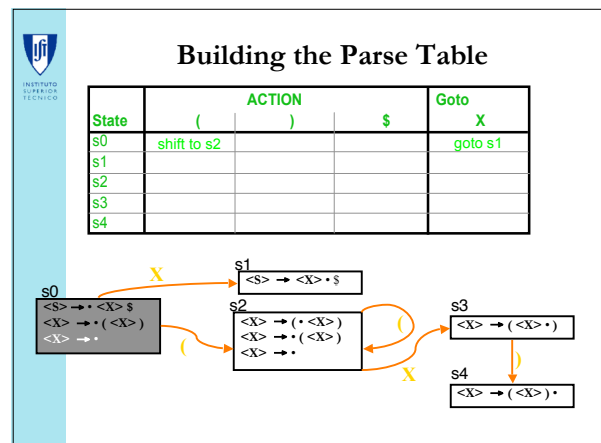 INSTITUTO
SUPERIOR
TÉCNICO
Building the Parse Table
ACTION Goto
State ( ) $ X
s0 shift to s2 goto s1
s1
s2
s3
s4
s0
<S> → • <X> $
<X> → • ( <X> )
<X> → •
X
(
s1
<S> → <X> • $
s2
<X> → ( • <X> )
<X> → • ( <X> )
<X> → •
(
X
s3
<X> → ( <X> • )
)
s4
<X> → ( <X> ) •